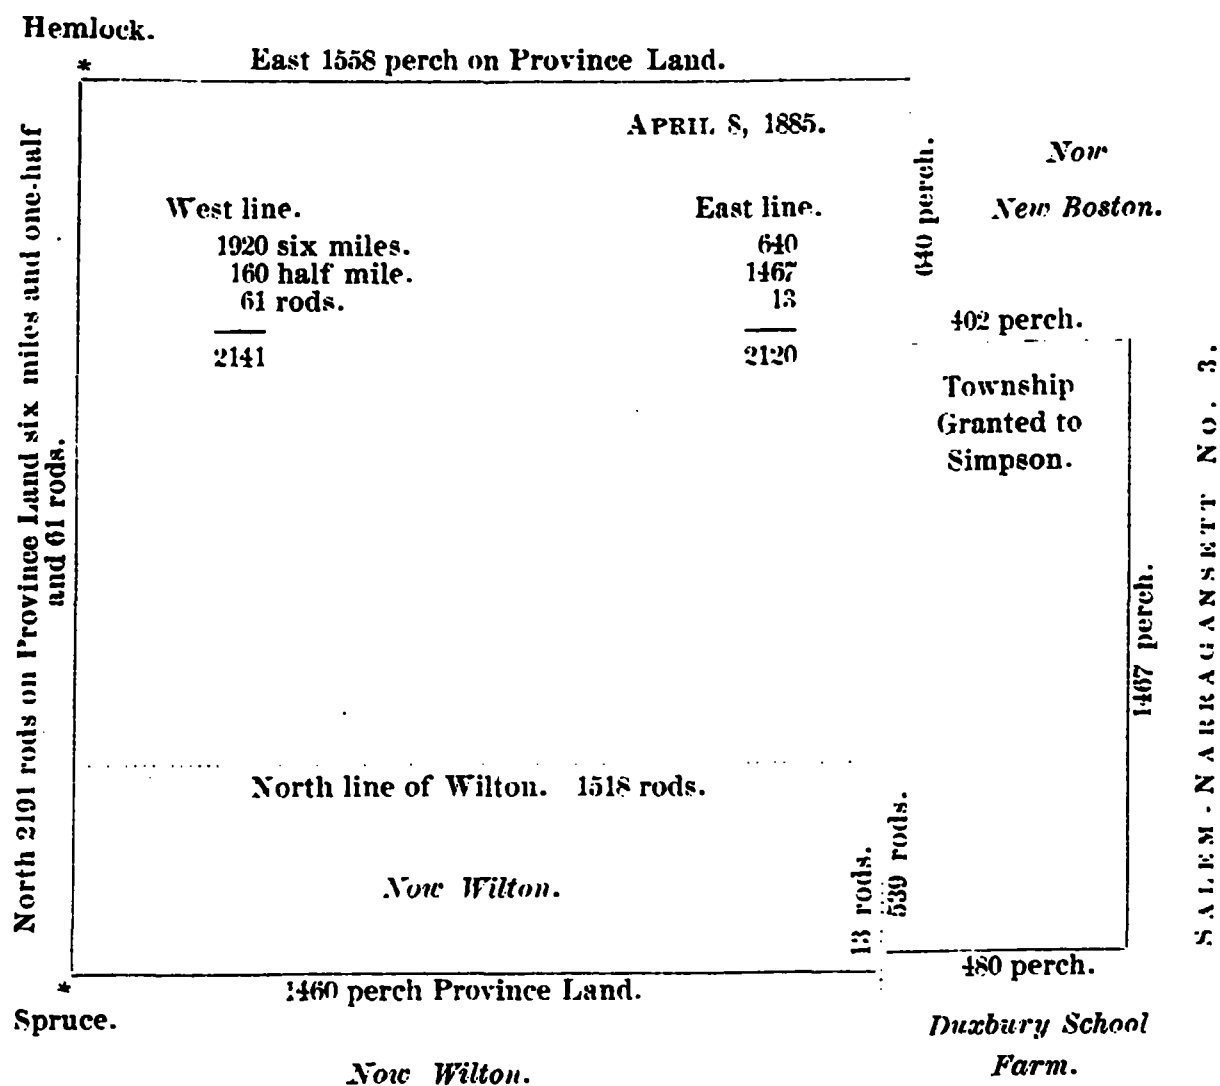 Hemlock.
*
East 1558 perch on Province Land.
APRIL 8, 1885.
West line.
1920 six miles.
160 half mile.
61 rods.
2141
East line.
640
1467
13
2120
640 perch.
Now
New Boston.
402 perch.
Township
Granted to
Simpson.
North 2191 rods on Province Land six miles and one-half
and 61 rods.
1467 perch.
SALEM-NARRAGANSETT NO. 3.
North line of Wilton. 1518 rods.
Now Wilton.
13 rods.
539 rods.
480 perch.
*
1460 perch Province Land.
Spruce.
Duxbury School
Farm.
Now Wilton.